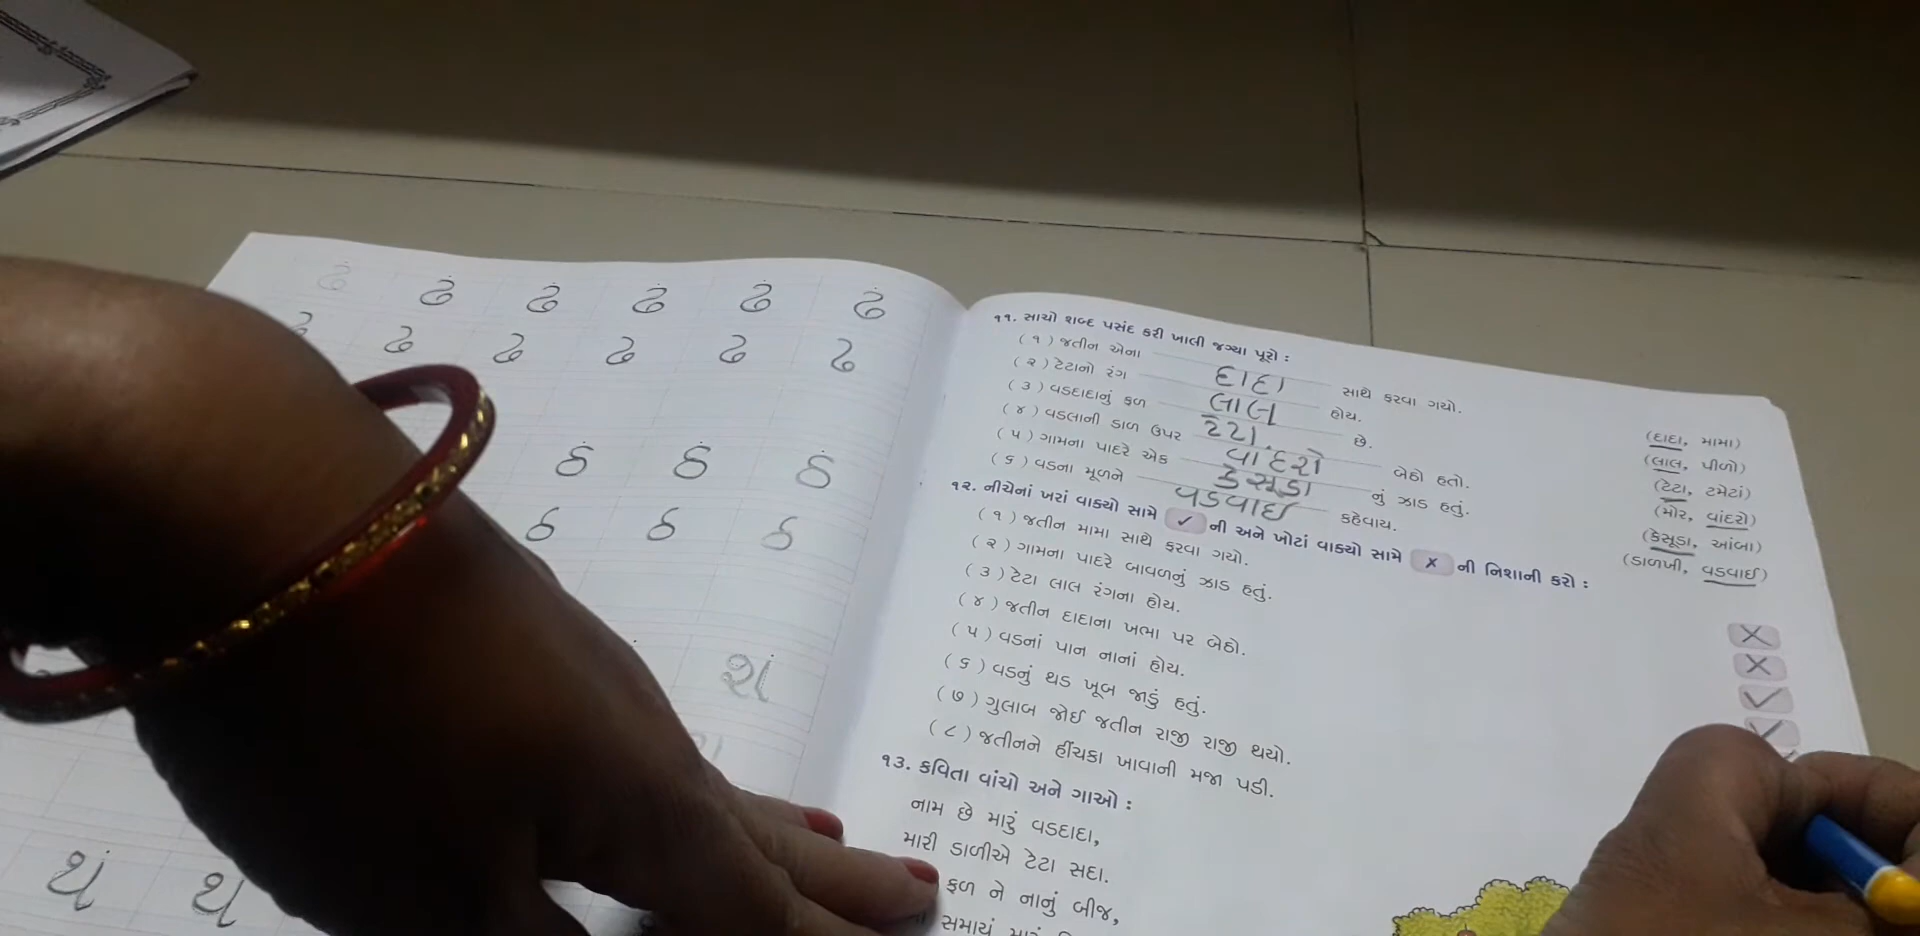 ઢં ઢં ઢં ઢં ઢં ઢં
ઢ ઢ ઢ ઢ ઢ
ઠં ઠં ઠં
ઠ ઠ ઠ
શં
થં થ
૧૧. સાચો શબ્દ પસંદ કરી ખાલી જગ્યા પૂરો :
(૧) જતીન એના દાદા સાથે ફરવા ગયો. (દાદા, મામા)
(૨) ટેટાનો રંગ લાલ હોય. (લાલ, પીળો)
(૩) વડદાદાનું ફળ ટેટા છે. (ટેટા, ટમેટાં)
(૪) વડલાની ડાળ ઉપર વાંદરો બેઠો હતો. (મોર, વાંદરો)
(૫) ગામના પાદરે એક કેસૂડા નું ઝાડ હતું. (કેસૂડા, આંબા)
(૬) વડના મૂળને વડવાઈ કહેવાય. (ડાળખી, વડવાઈ)
૧૨. નીચેનાં ખરાં વાક્યો સામે ✓ ની અને ખોટાં વાક્યો સામે × ની નિશાની કરો :
(૧) જતીન મામા સાથે ફરવા ગયો. ×
(૨) ગામના પાદરે બાવળનું ઝાડ હતું. ×
(૩) ટેટા લાલ રંગના હોય. ✓
(૪) જતીન દાદાના ખભા પર બેઠો. ✓
(૫) વડનાં પાન નાનાં હોય.
(૬) વડનું થડ ખૂબ જાડું હતું.
(૭) ગુલાબ જોઈ જતીન રાજી રાજી થયો.
(૮) જતીનને હીંચકા ખાવાની મજા પડી.
૧૩. કવિતા વાંચો અને ગાઓ :
નામ છે મારું વડદાદા,
મારી ડાળીએ ટેટા સદા.
ફળ ને નાનું બીજ,